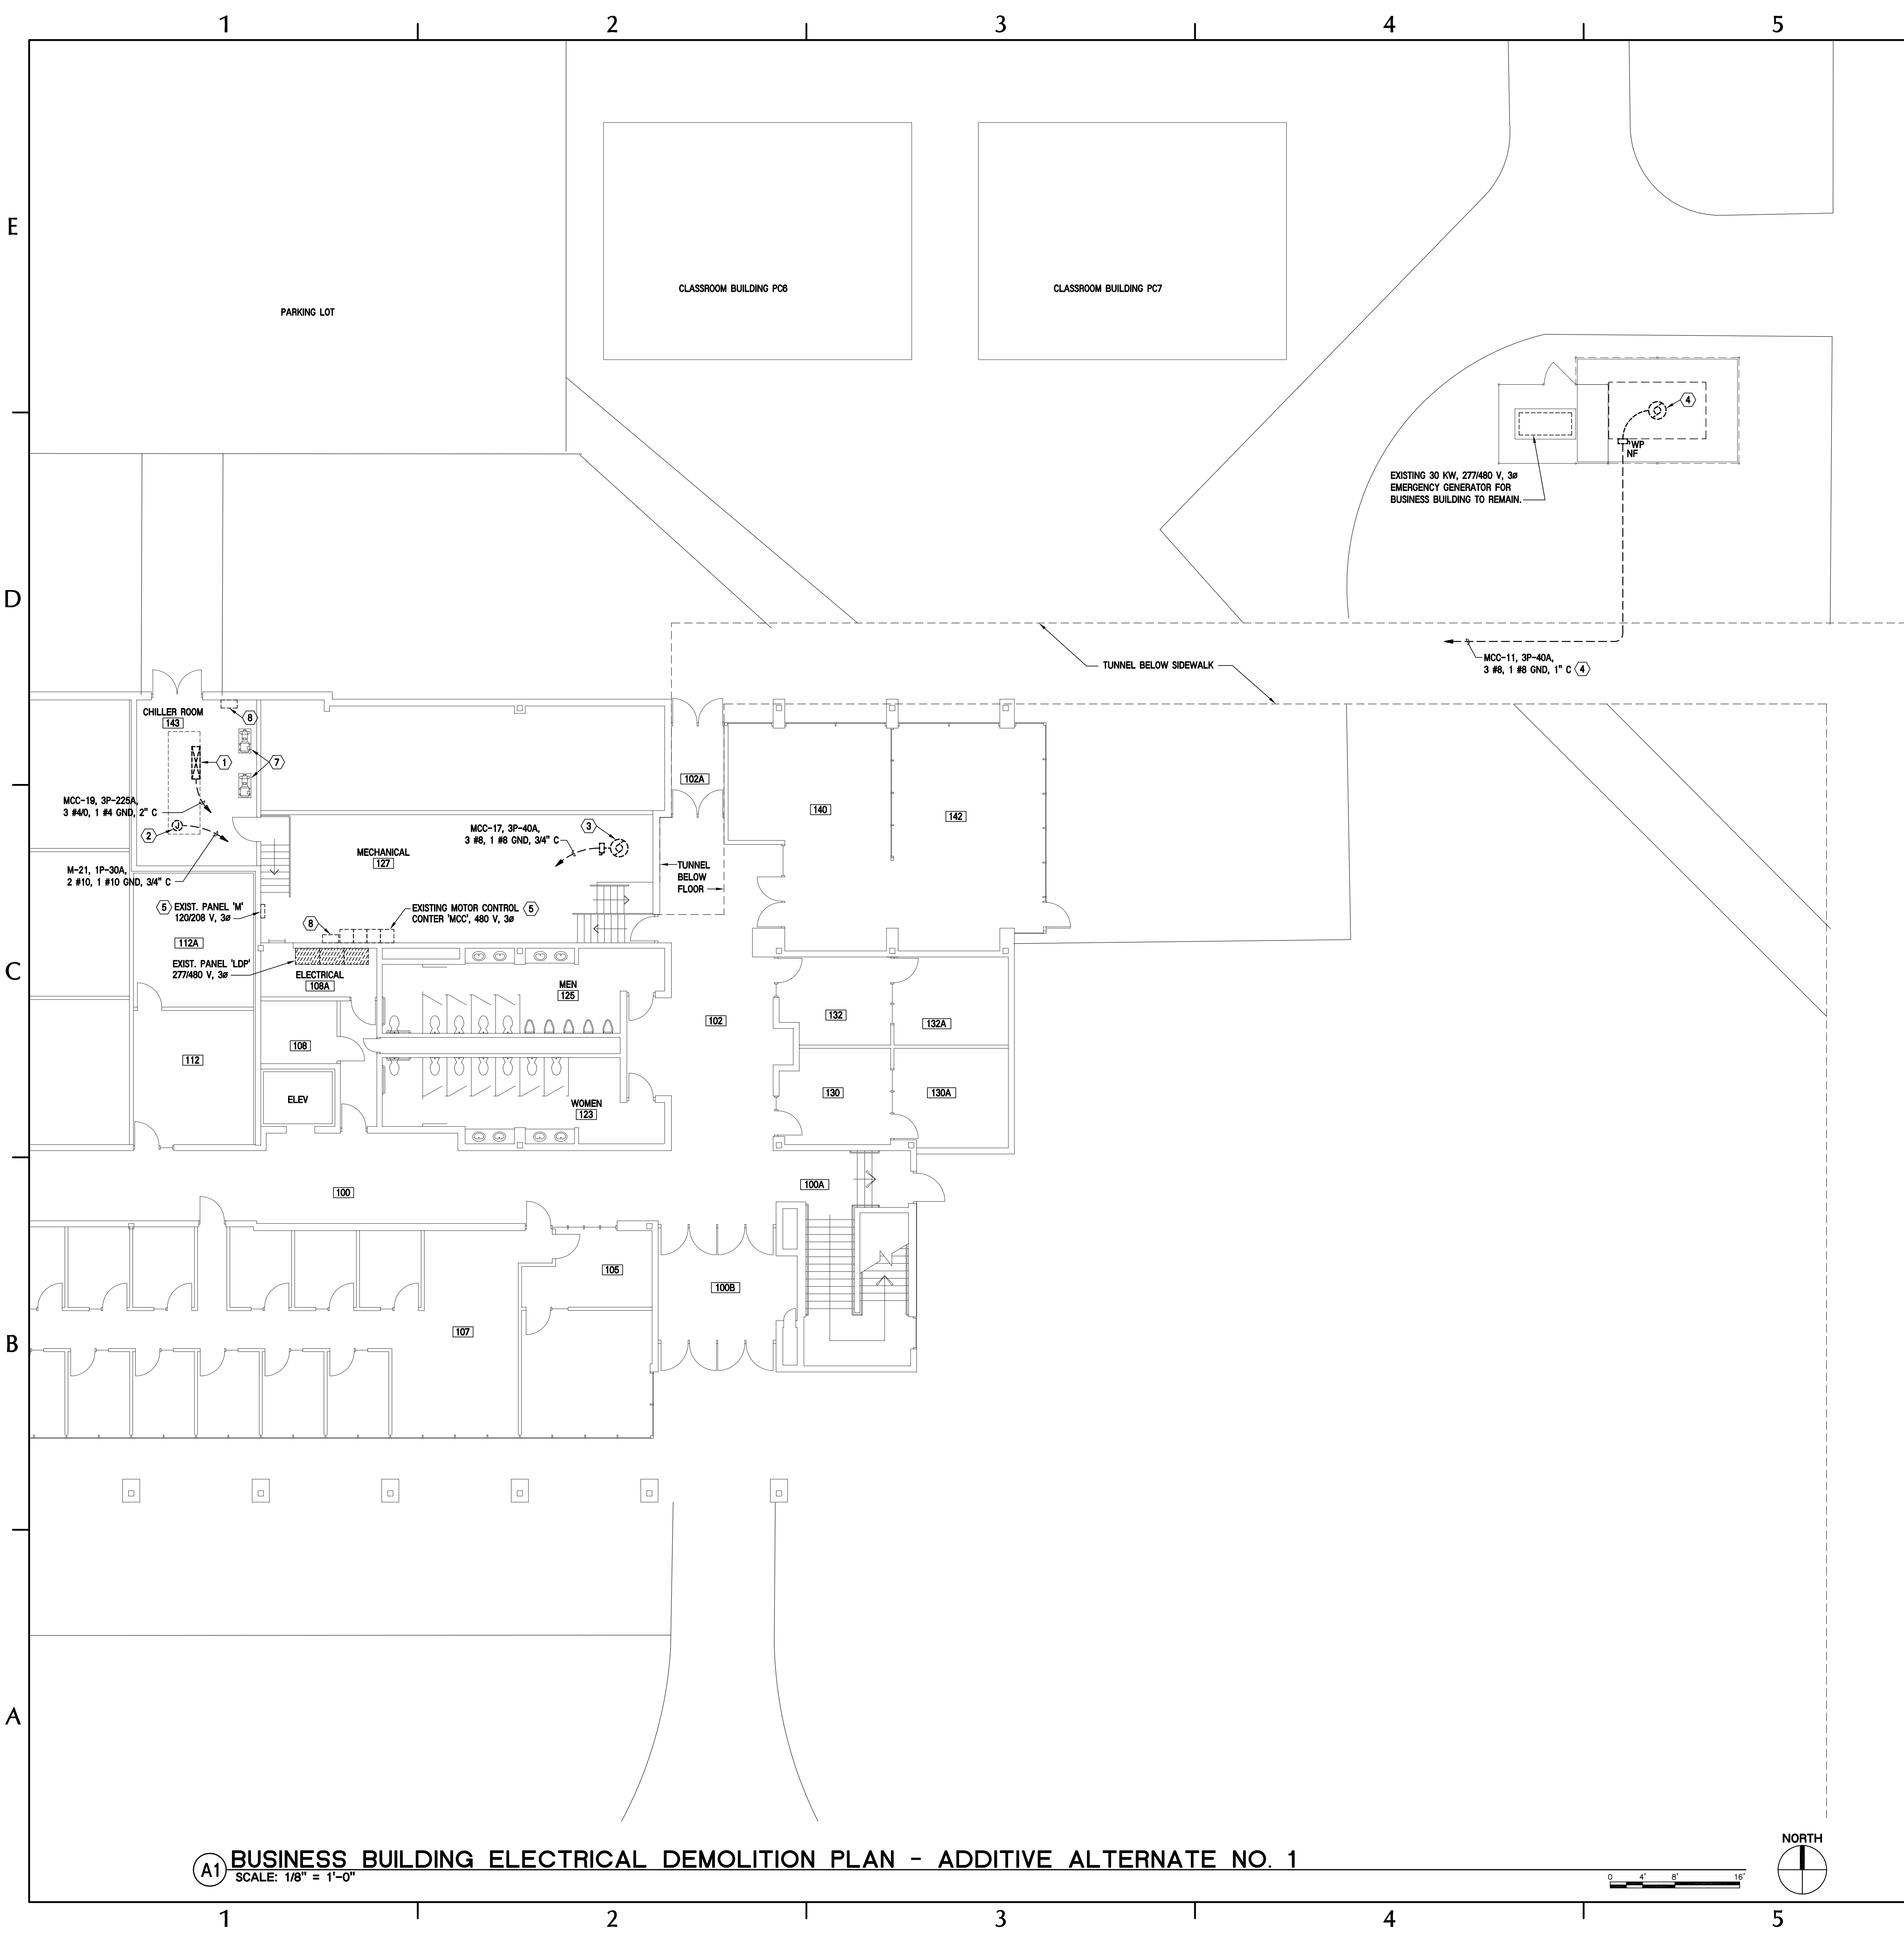 1
2
3
4
5
E
CLASSROOM BUILDING PC6
CLASSROOM BUILDING PC7
PARKING LOT
4
WP
NF
EXISTING 30 KW, 277/480 V, 3ø
EMERGENCY GENERATOR FOR
BUSINESS BUILDING TO REMAIN.
D
TUNNEL BELOW SIDEWALK
MCC-11, 3P-40A,
3 #8, 1 #8 GND, 1" C 4
CHILLER ROOM
143
8
1
7
102A
MCC-19, 3P-225A,
3 #4/0, 1 #4 GND, 2" C
J
2
MCC-17, 3P-40A,
3 #8, 1 #8 GND, 3/4" C
3
140
142
MECHANICAL
127
TUNNEL
BELOW
FLOOR
M-21, 1P-30A,
2 #10, 1 #10 GND, 3/4" C
5 EXIST. PANEL 'M'
120/208 V, 3ø
8
EXISTING MOTOR CONTROL 5
CONTER 'MCC', 480 V, 3ø
112A
EXIST. PANEL 'LDP'
277/480 V, 3ø
C
ELECTRICAL
108A
MEN
125
102
132
132A
108
112
ELEV
WOMEN
123
130
130A
100
100A
105
100B
107
B
A
A1
BUSINESS BUILDING ELECTRICAL DEMOLITION PLAN - ADDITIVE ALTERNATE NO. 1
SCALE: 1/8" = 1'-0"
0 4' 8' 16'
NORTH
1
2
3
4
5